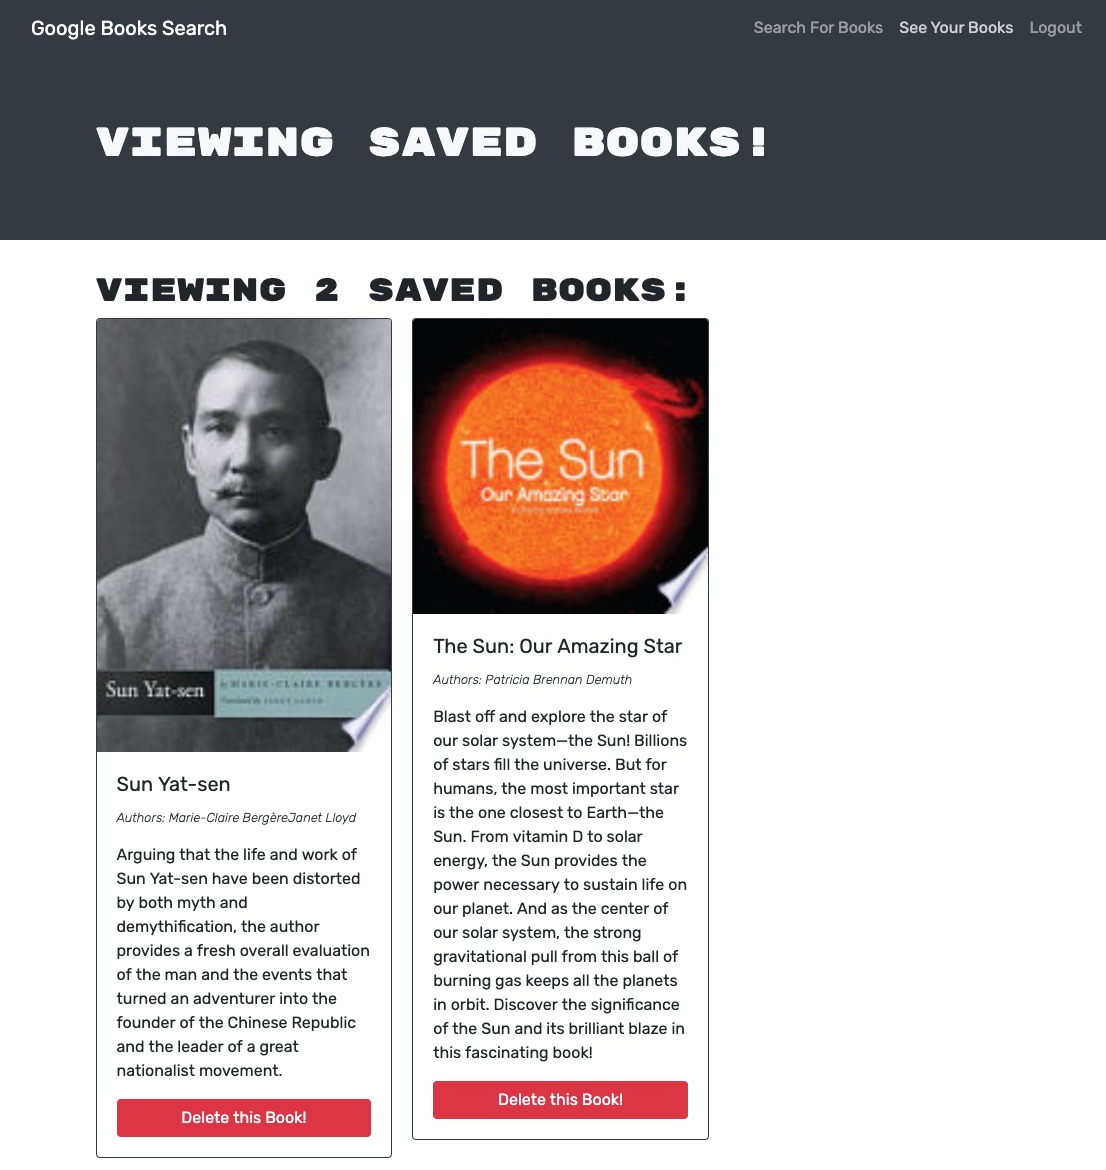 Google Books Search
Search For Books See Your Books Logout
VIEWING SAVED BOOKS!
VIEWING 2 SAVED BOOKS:
Sun Yat-sen
MARIE-CLAIRE BERGÈRE
Sun Yat-sen
Authors: Marie-Claire BergèreJanet Lloyd
Arguing that the life and work of
Sun Yat-sen have been distorted
by both myth and
demythification, the author
provides a fresh overall evaluation
of the man and the events that
turned an adventurer into the
founder of the Chinese Republic
and the leader of a great
nationalist movement.
Delete this Book!
The Sun
Our Amazing Star
The Sun: Our Amazing Star
Authors: Patricia Brennan Demuth
Blast off and explore the star of
our solar system—the Sun! Billions
of stars fill the universe. But for
humans, the most important star
is the one closest to Earth—the
Sun. From vitamin D to solar
energy, the Sun provides the
power necessary to sustain life on
our planet. And as the center of
our solar system, the strong
gravitational pull from this ball of
burning gas keeps all the planets
in orbit. Discover the significance
of the Sun and its brilliant blaze in
this fascinating book!
Delete this Book!